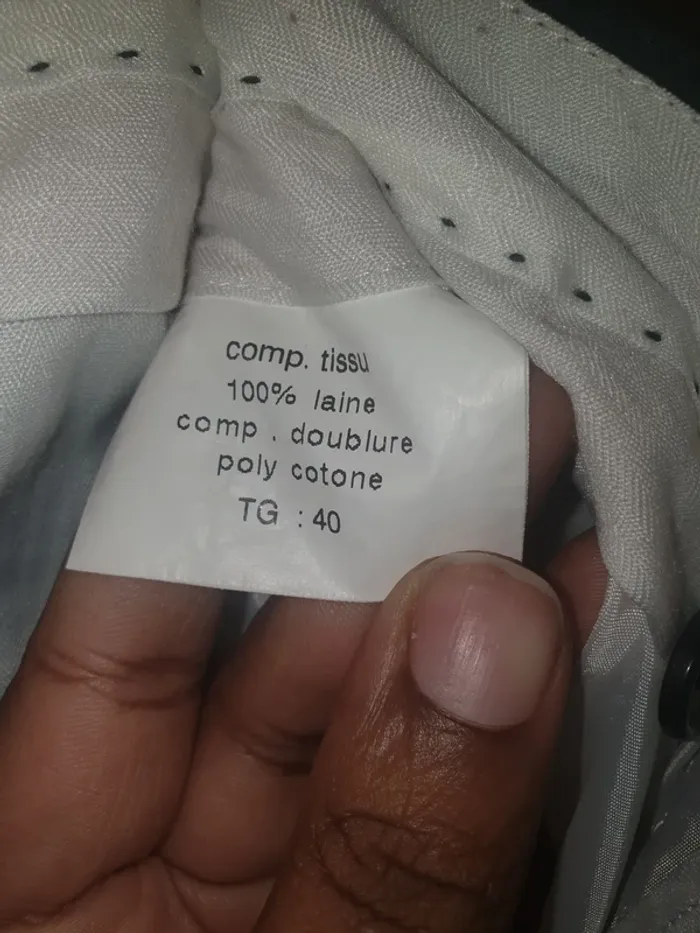 comp. tissu
100% laine
comp . doublure
poly cotone
TG : 40